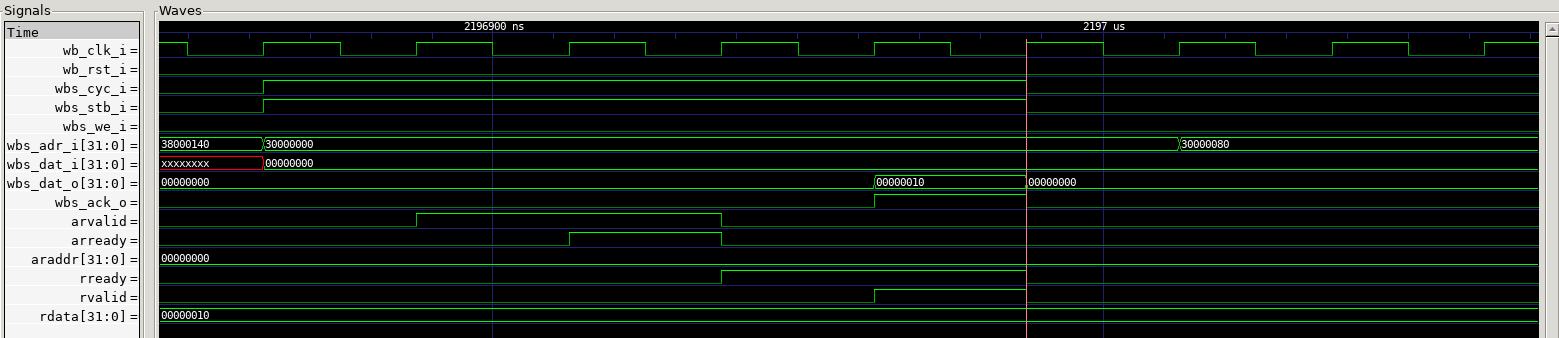 Signals Waves
Time 2196900 ns 2197 us
wb_clk_i=
wb_rst_i=
wbs_cyc_i=
wbs_stb_i=
wbs_we_i=
wbs_adr_i[31:0]= 38000140 30000000 30000080
wbs_dat_i[31:0]= xxxxxxxx 00000000
wbs_dat_o[31:0]= 00000000 00000010 00000000
wbs_ack_o=
arvalid=
arready=
araddr[31:0]= 00000000
rready=
rvalid=
rdata[31:0]= 00000010